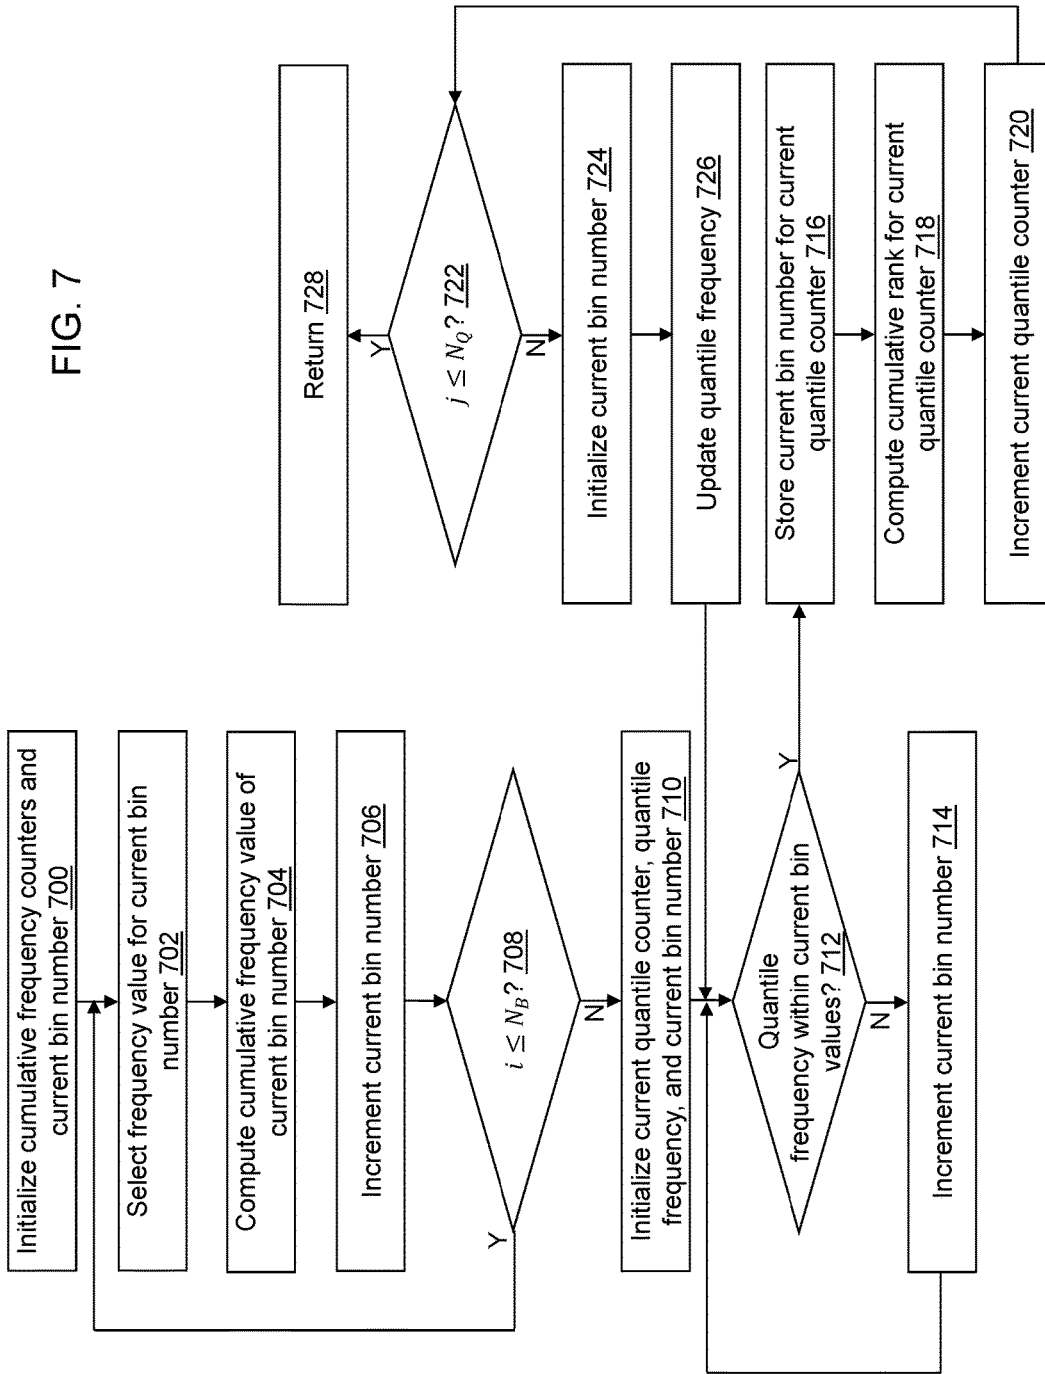 FIG. 7
Initialize cumulative frequency counters and
current bin number 700
Select frequency value for current bin
number 702
Compute cumulative frequency value of
current bin number 704
Increment current bin number 706
i ≤ N_B? 708
Y
N
Initialize current quantile counter, quantile
frequency, and current bin number 710
Quantile
frequency within current bin
values? 712
Y
N
Increment current bin number 714
Return 728
Y
j ≤ N_Q? 722
N
Initialize current bin number 724
Update quantile frequency 726
Store current bin number for current
quantile counter 716
Compute cumulative rank for current
quantile counter 718
Increment current quantile counter 720